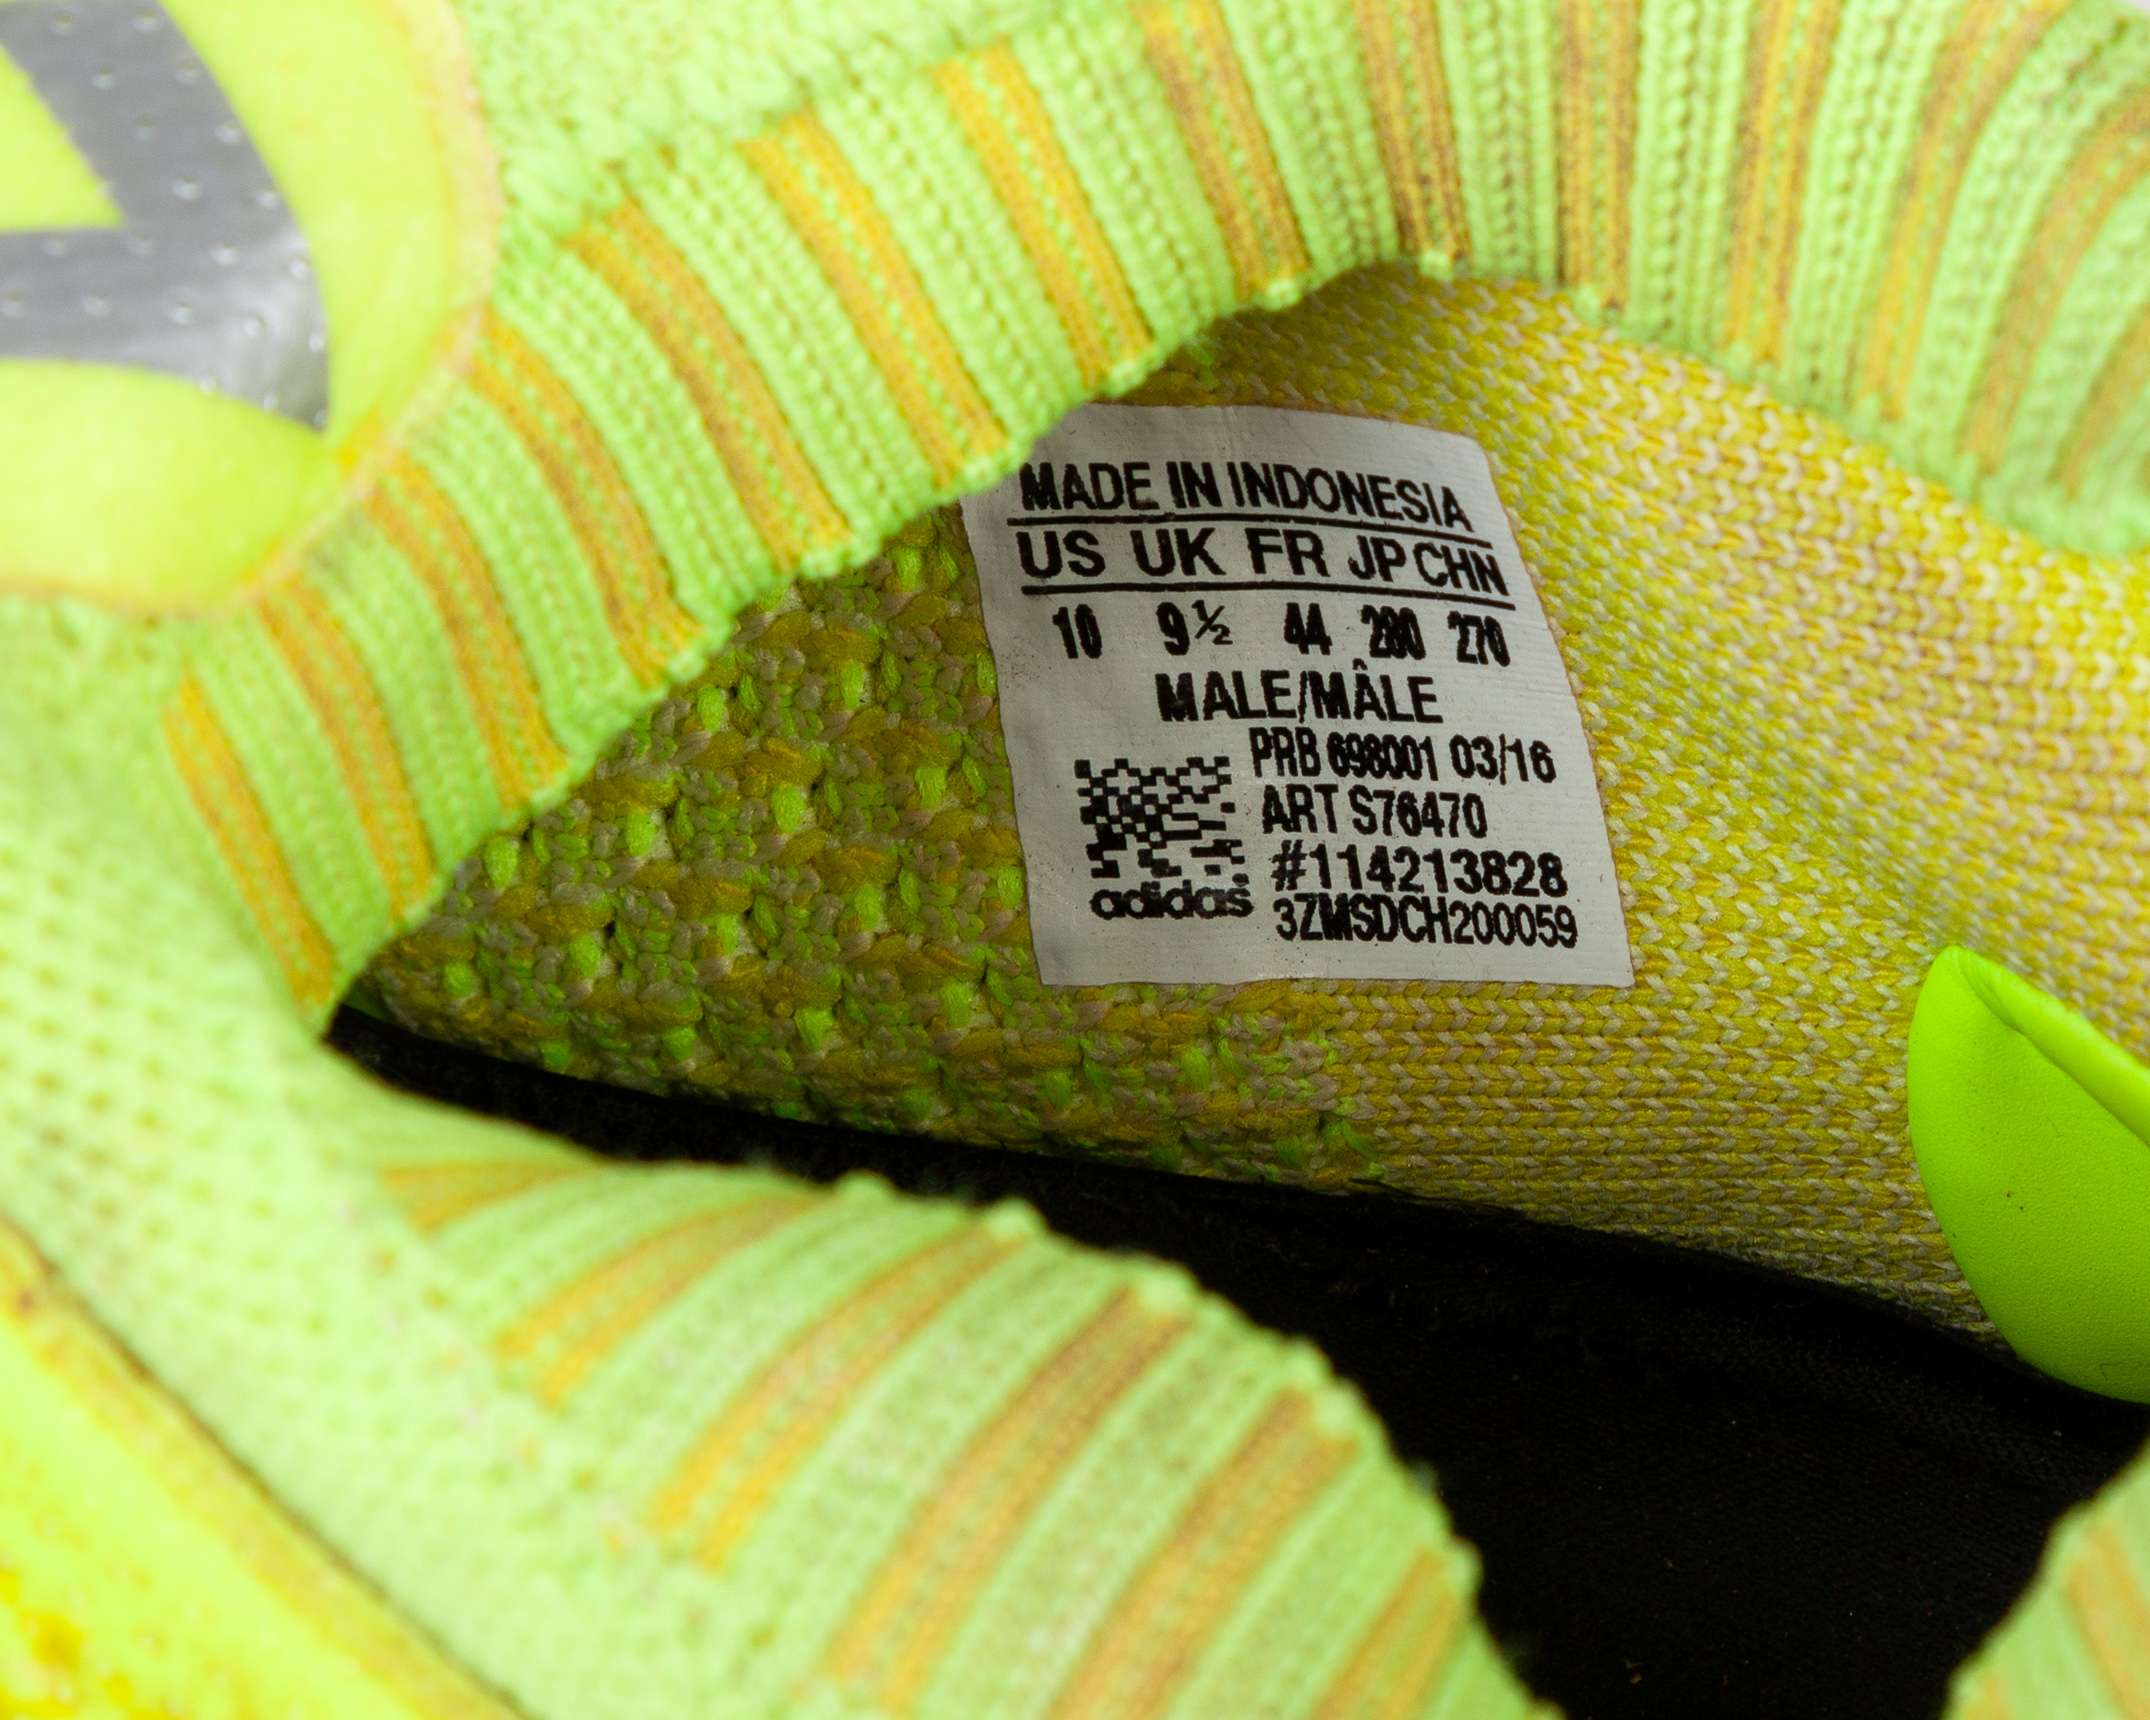 MADE IN INDONESIA
US UK FR JP CHN
10 9½ 44 280 270
MALE/MÂLE
PRB 698001 03/16
ART S76470
#114213828
adidas 3ZMSDCH200059